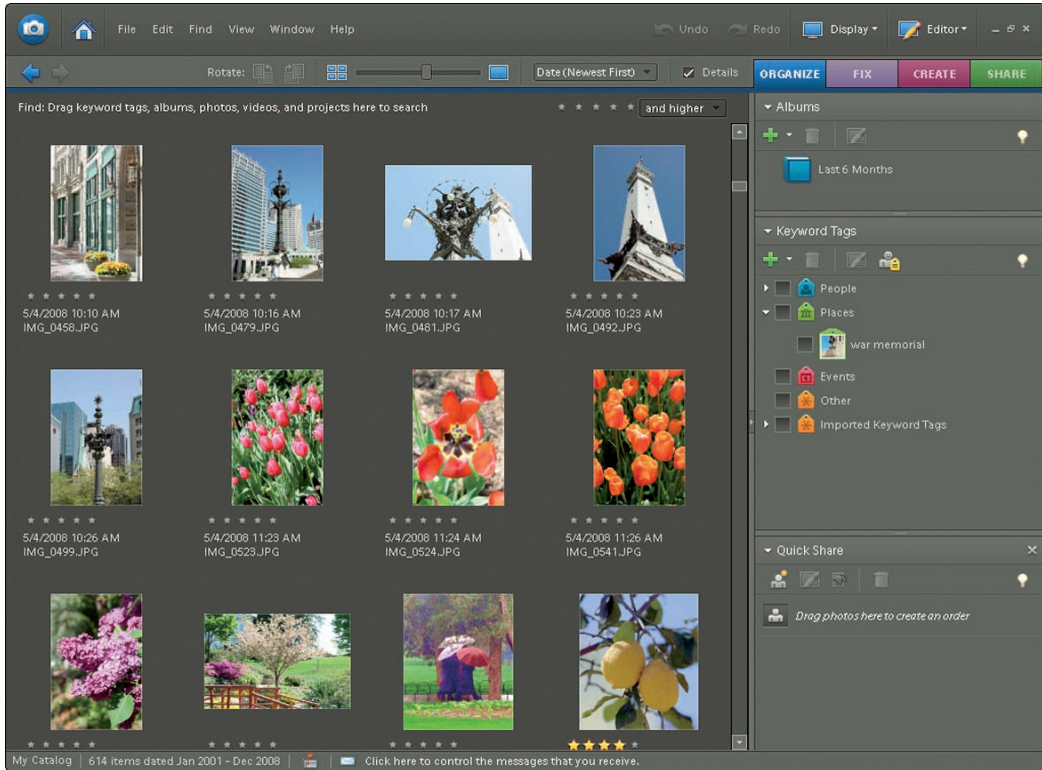 File Edit Find View Window Help Undo Redo Display Editor
Rotate: Date (Newest First) Details ORGANIZE FIX CREATE SHARE
Find: Drag keyword tags, albums, photos, videos, and projects here to search and higher
Albums
Last 6 Months
Keyword Tags
People
Places
war memorial
Events
Other
Imported Keyword Tags
5/4/2008 10:10 AM 5/4/2008 10:16 AM 5/4/2008 10:17 AM 5/4/2008 10:23 AM
IMG_0458.JPG IMG_0479.JPG IMG_0481.JPG IMG_0492.JPG
5/4/2008 10:26 AM 5/4/2008 11:23 AM 5/4/2008 11:24 AM 5/4/2008 11:26 AM
IMG_0499.JPG IMG_0523.JPG IMG_0524.JPG IMG_0541.JPG
Quick Share
Drag photos here to create an order
My Catalog 614 items dated Jan 2001 - Dec 2008 Click here to control the messages that you receive.